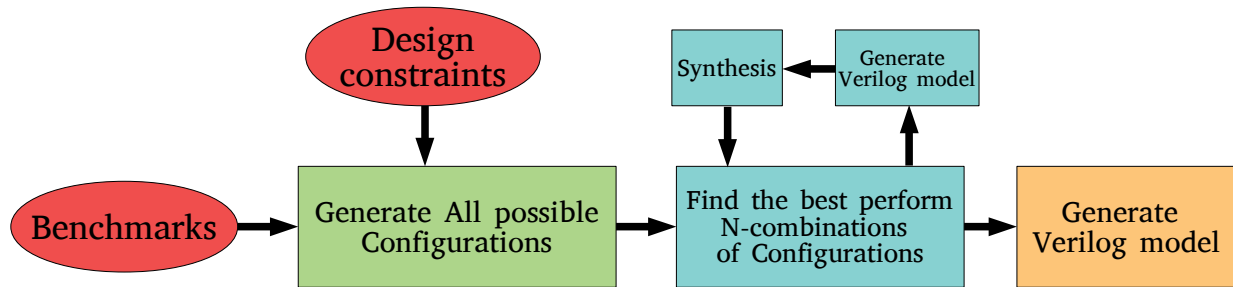 Design
constraints
Synthesis
Generate
Verilog model
Benchmarks
Generate All possible
Configurations
Find the best perform
N-combinations
of Configurations
Generate
Verilog model